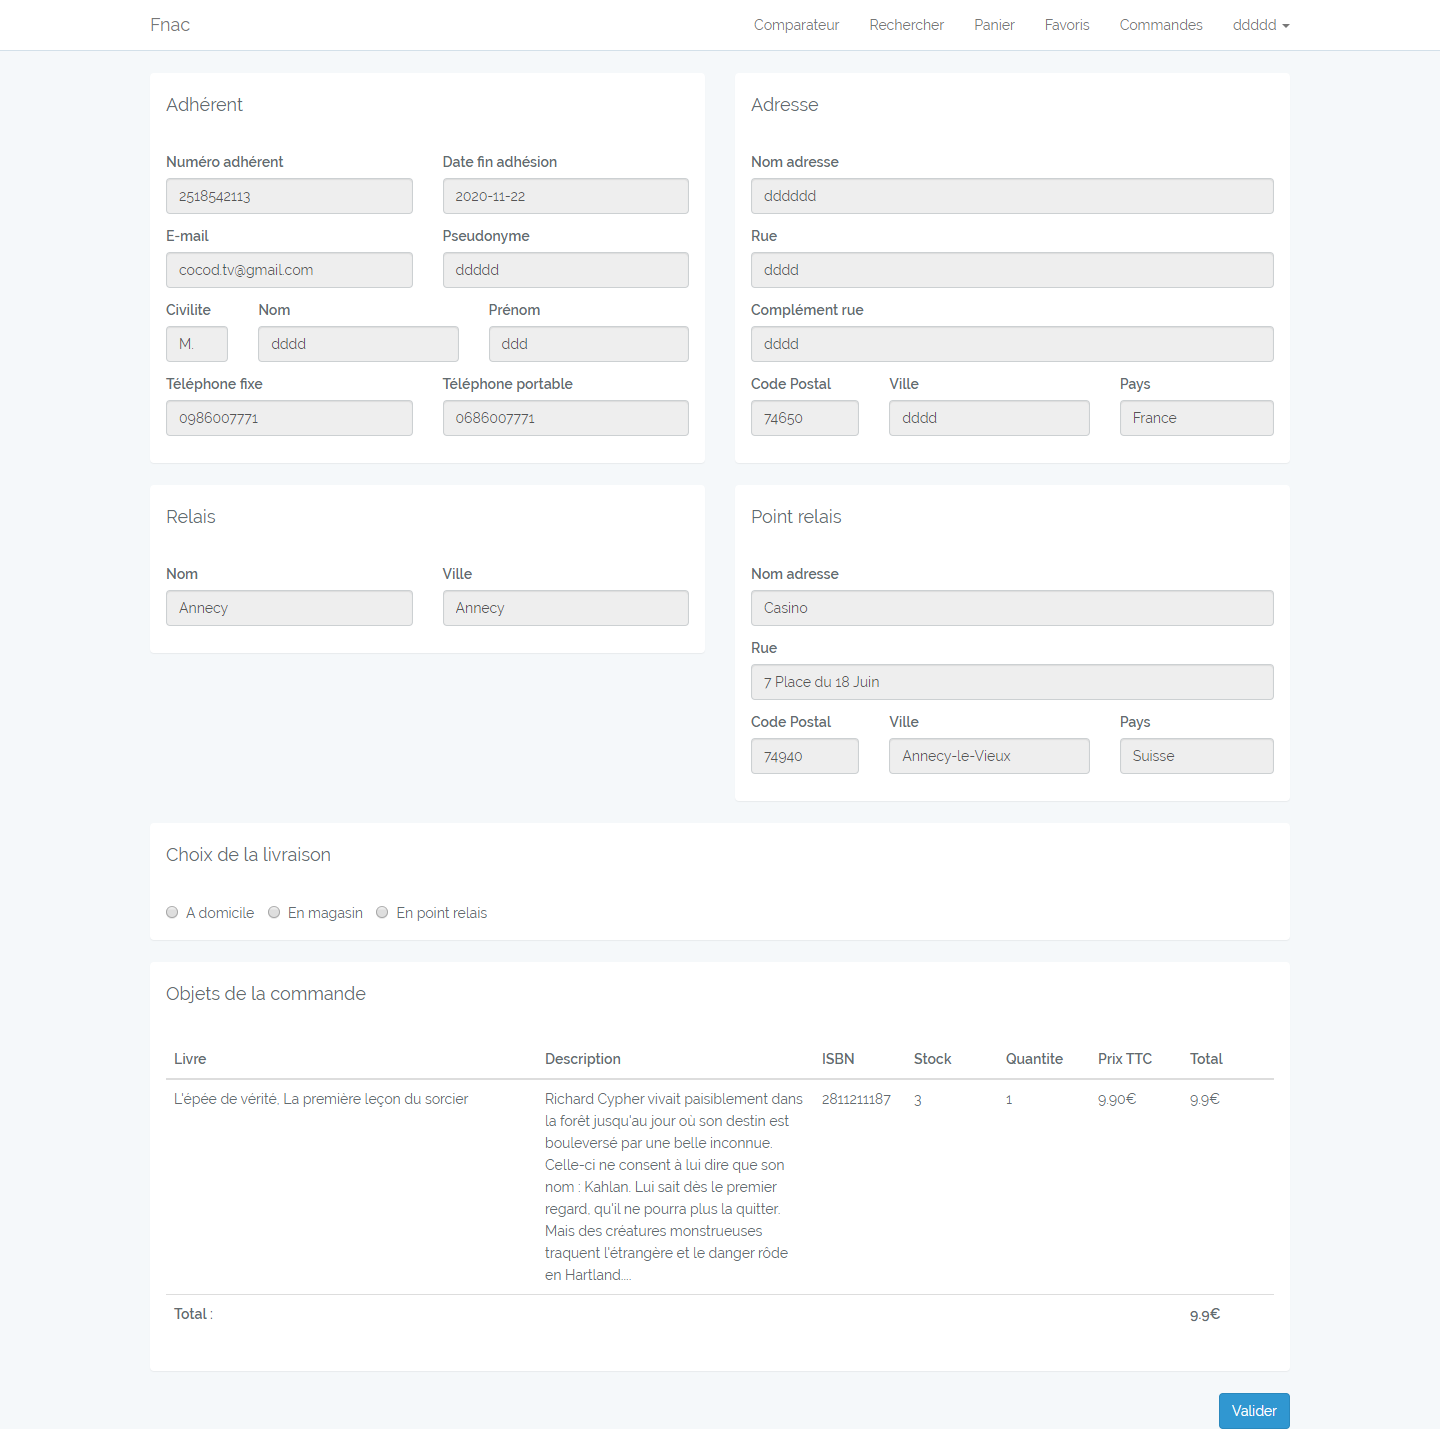 Fnac Comparateur Rechercher Panier Favoris Commandes ddddd
Adhérent
Numéro adhérent Date fin adhésion
2518542113 2020-11-22
E-mail Pseudonyme
cocod.tv@gmail.com ddddd
Civilite Nom Prénom
M. dddd ddd
Téléphone fixe Téléphone portable
0986007771 0686007771
Adresse
Nom adresse
dddddd
Rue
dddd
Complément rue
dddd
Code Postal Ville Pays
74650 dddd France
Relais
Nom Ville
Annecy Annecy
Point relais
Nom adresse
Casino
Rue
7 Place du 18 Juin
Code Postal Ville Pays
74940 Annecy-le-Vieux Suisse
Choix de la livraison
A domicile En magasin En point relais
Objets de la commande
Livre Description ISBN Stock Quantite Prix TTC Total
L'épée de vérité, La première leçon du sorcier Richard Cypher vivait paisiblement dans 2811211187 3 1 9.90€ 9.9€
la forêt jusqu'au jour où son destin est
bouleversé par une belle inconnue.
Celle-ci ne consent à lui dire que son
nom : Kahlan. Lui sait dès le premier
regard, qu'il ne pourra plus la quitter.
Mais des créatures monstrueuses
traquent l'étrangère et le danger rôde
en Hartland....
Total : 9.9€
Valider